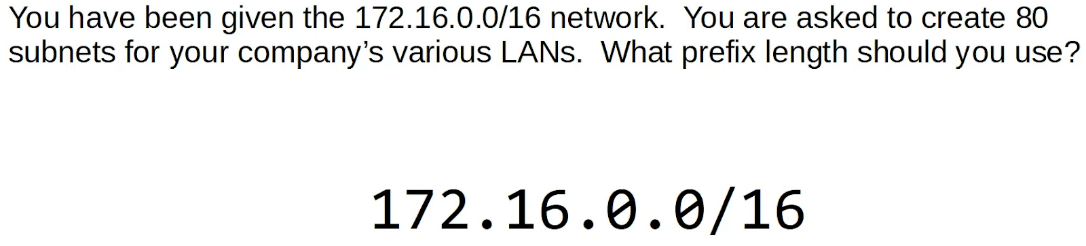 You have been given the 172.16.0.0/16 network.  You are asked to create 80
subnets for your company’s various LANs.  What prefix length should you use?
172.16.0.0/16